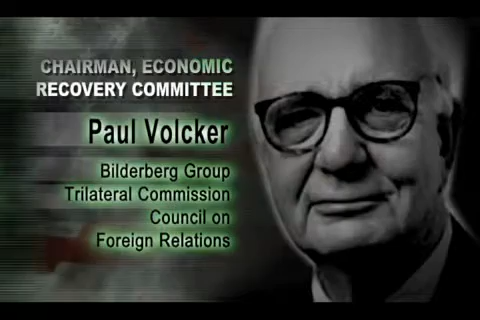 CHAIRMAN, ECONOMIC
RECOVERY COMMITTEE
Paul Volcker
Bilderberg Group
Trilateral Commission
Council on
Foreign Relations